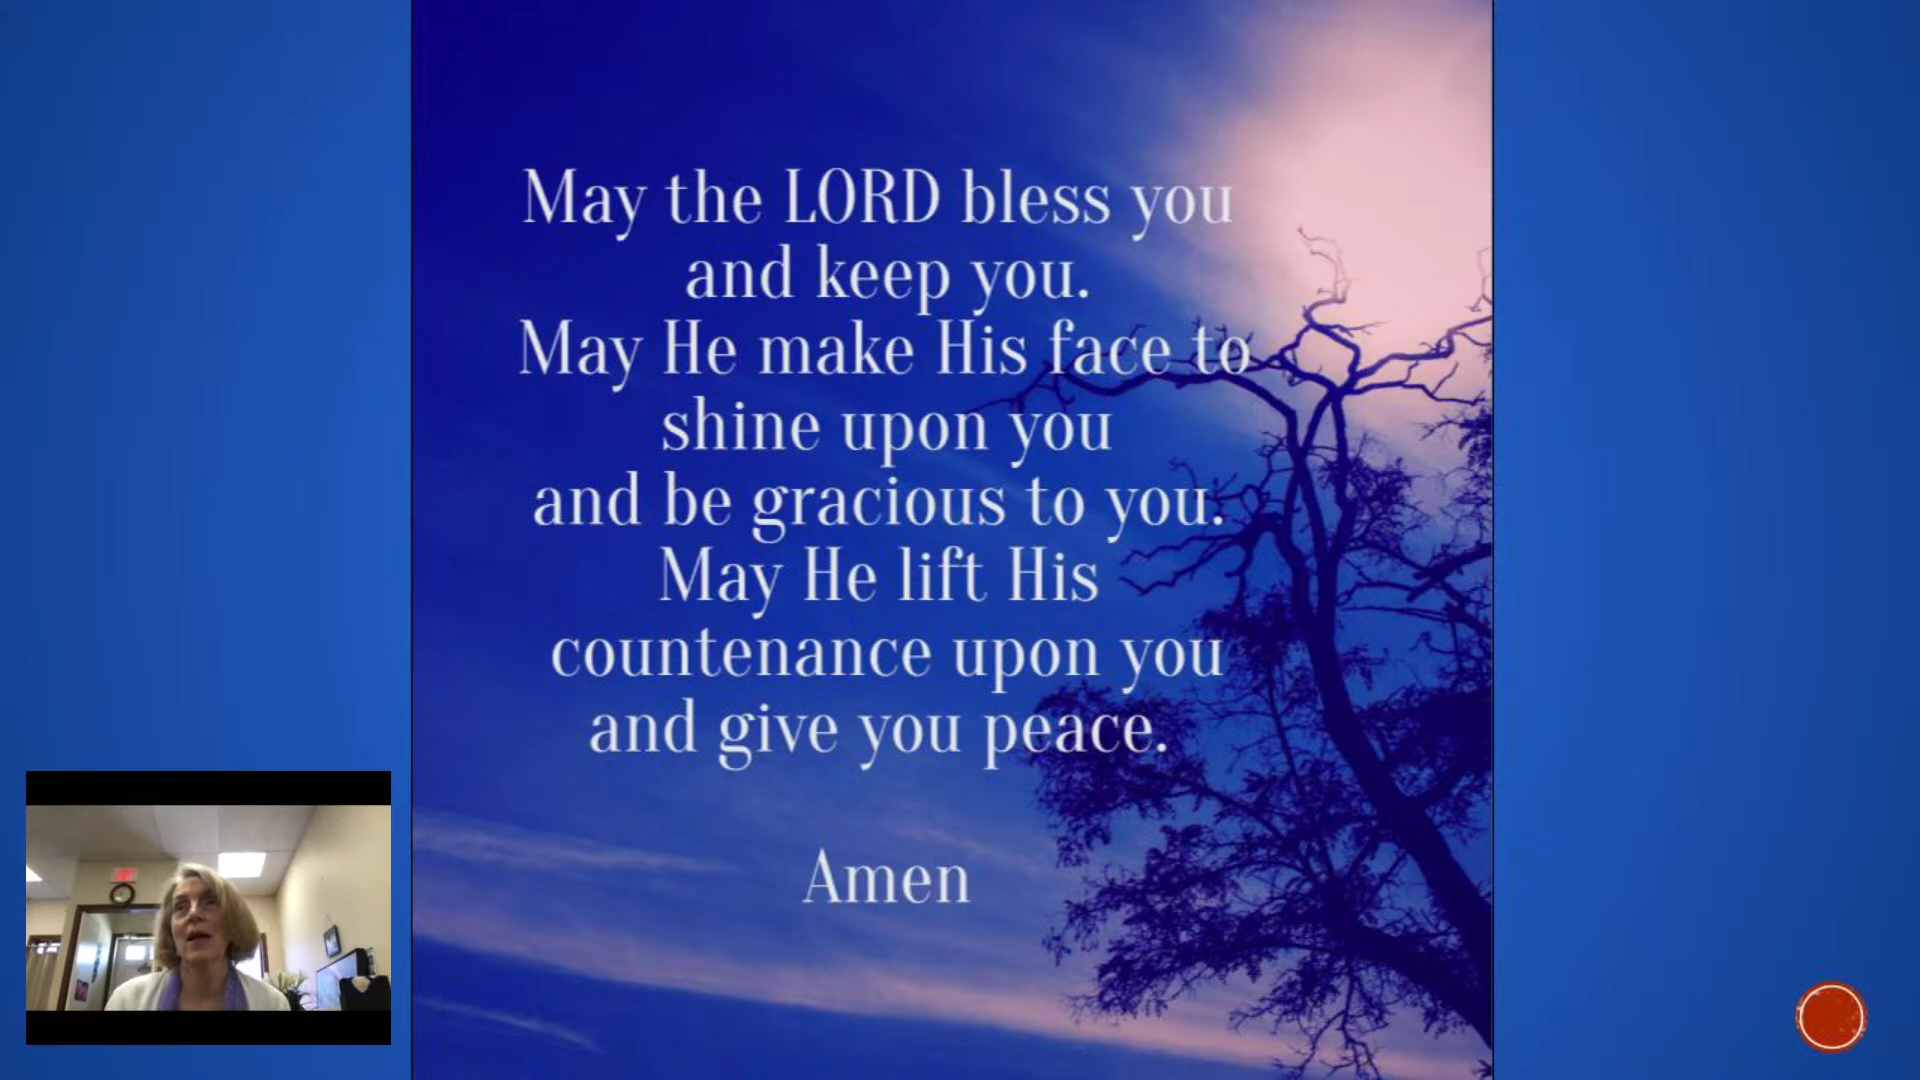 May the LORD bless you
and keep you.
May He make His face to
shine upon you
and be gracious to you.
May He lift His
countenance upon you
and give you peace.
Amen